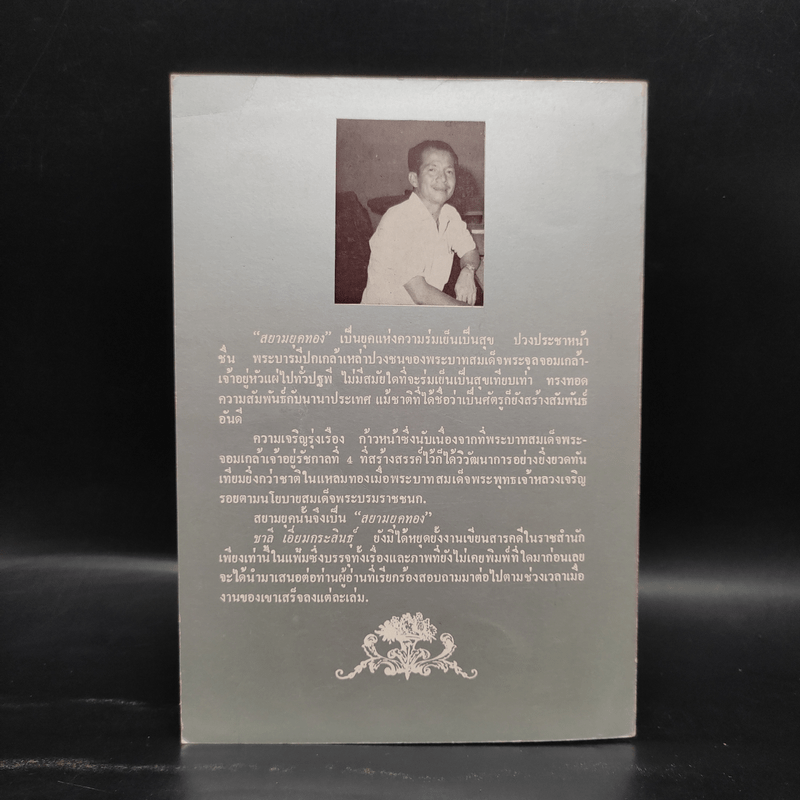 “สยามยุคทอง” เป็นยุคแห่งความร่มเย็นเป็นสุข ปวงประชาหน้า
ชื่น พระบารมีปกเกล้าเหล่าปวงชนของพระบาทสมเด็จพระจุลจอมเกล้า-
เจ้าอยู่หัวแผ่ไปทั่วปฐพี ไม่มีสมัยใดที่จะร่มเย็นเป็นสุขเทียบเท่า ทรงทอด
ความสัมพันธ์กับนานาประเทศ แม้ชาติที่ได้ชื่อว่าเป็นศัตรูก็ยังสร้างสัมพันธ์
อันดี
ความเจริญรุ่งเรือง ก้าวหน้าซึ่งนับเนื่องจากที่พระบาทสมเด็จพระ-
จอมเกล้าเจ้าอยู่รัชกาลที่ 4 ที่สร้างสรรค์ไว้ก็ได้วิวัฒนาการอย่างยิ่งยวดทัน
เทียมยิ่งกว่าชาติในแหลมทองเมื่อพระบาทสมเด็จพระพุทธเจ้าหลวงเจริญ
รอยตามนโยบายสมเด็จพระบรมราชชนก.
สยามยุคนั้นจึงเป็น “สยามยุคทอง”
ชาลี เอี่ยมกระสินธุ์ ยังมิได้หยุดยั้งงานเขียนสารคดีในราชสำนัก
เพียงเท่านี้ในแฟ้มซึ่งบรรจุทั้งเรื่องและภาพที่ยังไม่เคยพิมพ์ที่ใดมาก่อนเลย
จะได้นำมาเสนอต่อท่านผู้อ่านที่เรียกร้องสอบถามมาต่อไปตามช่วงเวลาเมื่อ
งานของเขาเสร็จลงแต่ละเล่ม.